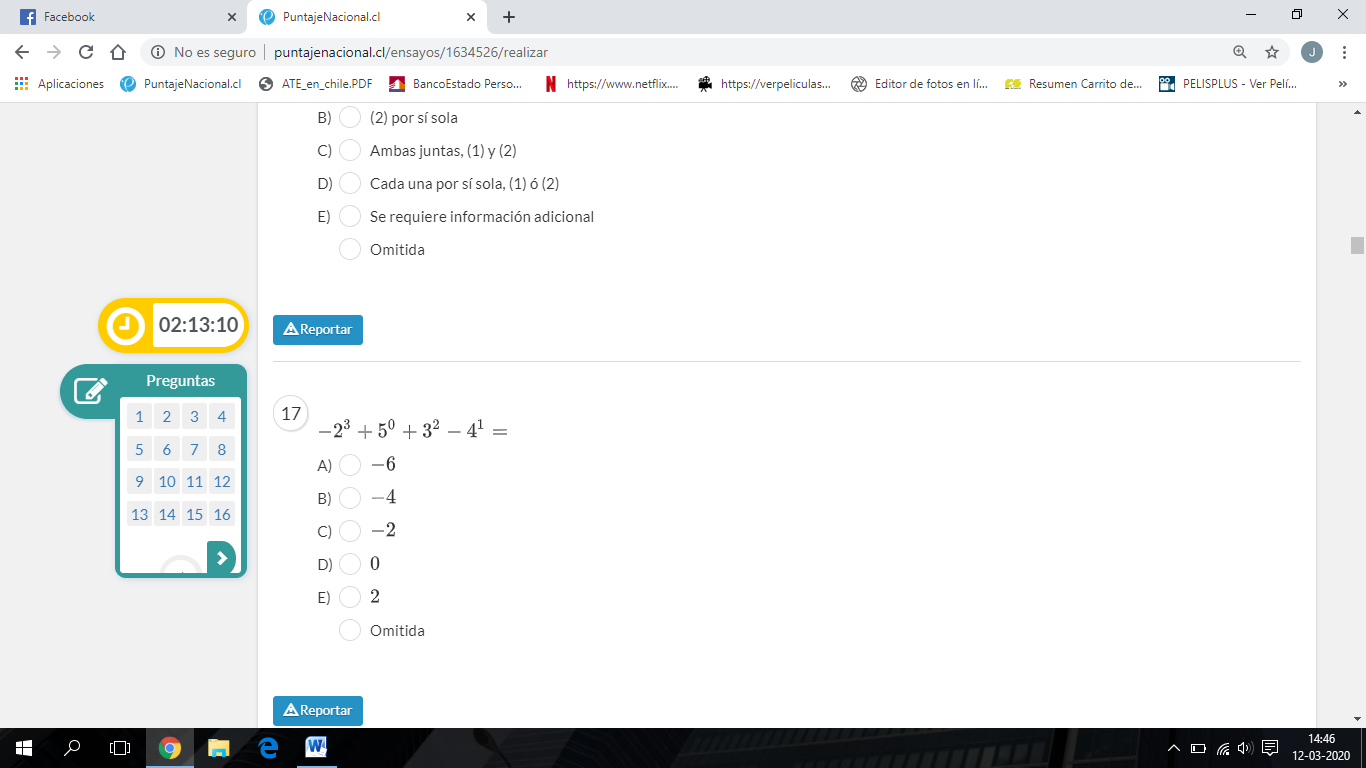 Facebook
PuntajeNacional.cl
No es seguro | puntajenacional.cl/ensayos/1634526/realizar
J
Aplicaciones PuntajeNacional.cl ATE_en_chile.PDF BancoEstado Perso... https://www.netflix.... https://verpeliculas... Editor de fotos en lí... Resumen Carrito de... PELISPLUS - Ver Pelí... »
B) (2) por sí sola
C) Ambas juntas, (1) y (2)
D) Cada una por sí sola, (1) ó (2)
E) Se requiere información adicional
Omitida
Reportar
02:13:10
Preguntas
1 2 3 4
5 6 7 8
9 10 11 12
13 14 15 16
17
−2³ + 5⁰ + 3² − 4¹ =
A) −6
B) −4
C) −2
D) 0
E) 2
Omitida
Reportar
14:46
12-03-2020